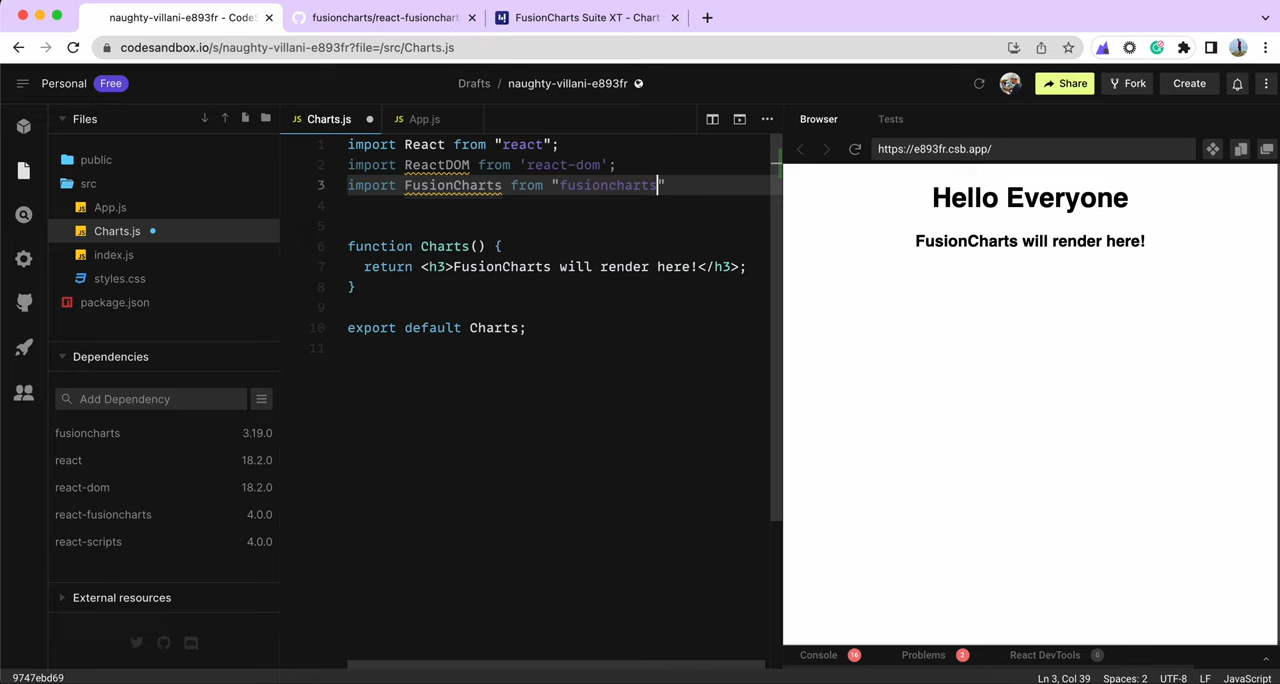 naughty-villani-e893fr - CodeS
fusioncharts/react-fusionchart
FusionCharts Suite XT - Chart
codesandbox.io/s/naughty-villani-e893fr?file=/src/Charts.js
Personal Free
Drafts / naughty-villani-e893fr
Share
Fork
Create
Files
public
src
App.js
Charts.js
index.js
styles.css
package.json
Dependencies
Add Dependency
fusioncharts 3.19.0
react 18.2.0
react-dom 18.2.0
react-fusioncharts 4.0.0
react-scripts 4.0.0
External resources
9747ebd69
JS Charts.js
JS App.js
1 import React from "react";
2 import ReactDOM from 'react-dom';
3 import FusionCharts from "fusioncharts"
4
5
6 function Charts() {
7 return <h3>FusionCharts will render here!</h3>;
8 }
9
10 export default Charts;
11
Browser
Tests
https://e893fr.csb.app/
Hello Everyone
FusionCharts will render here!
Console 16
Problems 2
React DevTools 0
Ln 3, Col 39 Spaces: 2 UTF-8 LF JavaScript